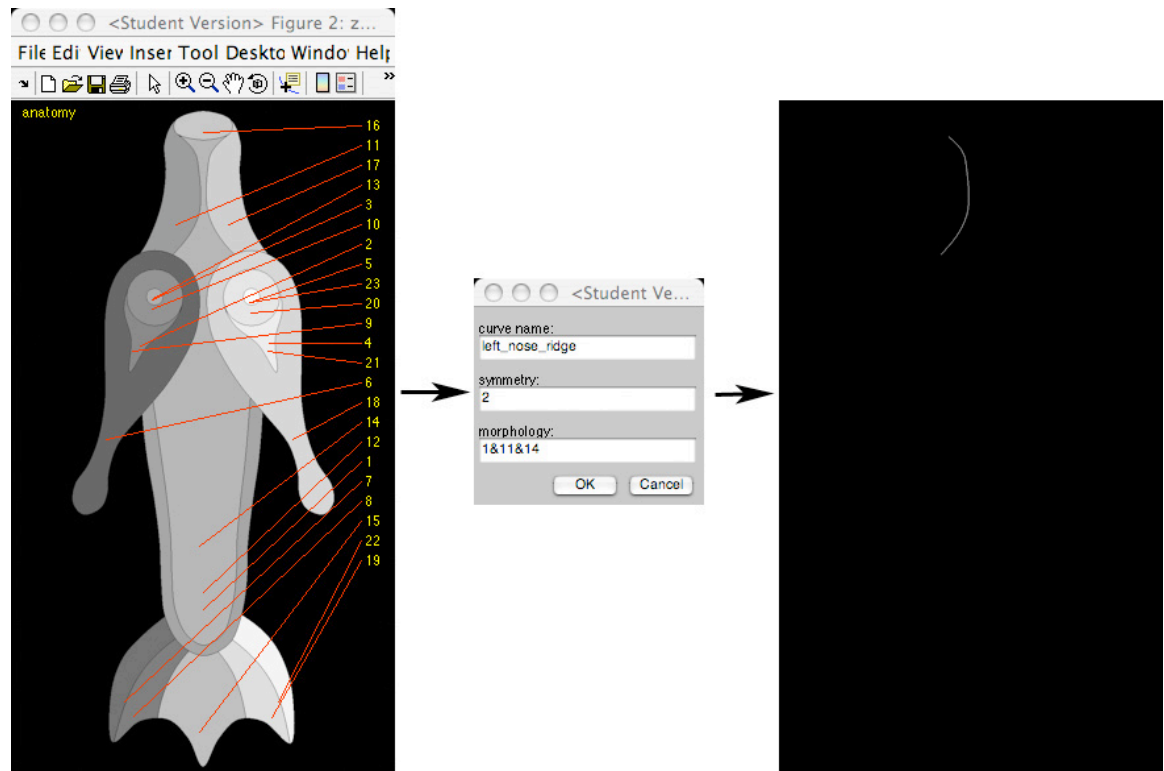 <Student Version> Figure 2: z...
File Edi Viev Inser Tool Deskto Windo Help
»
anatomy
16
11
17
13
3
10
2
5
23
20
9
4
21
6
18
14
12
1
7
8
15
22
19
<Student Ve...
curve name:
left_nose_ridge
symmetry:
2
morphology:
1&11&14
OK Cancel